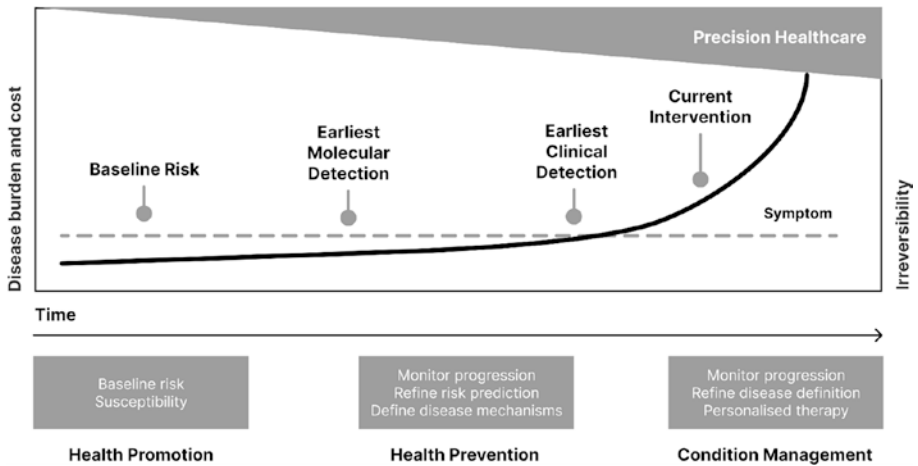 Precision Healthcare
Disease burden and cost
Irreversibility
Baseline Risk
Earliest
Molecular
Detection
Earliest
Clinical
Detection
Current
Intervention
Symptom
Time
Baseline risk
Susceptibility
Health Promotion
Monitor progression
Refine risk prediction
Define disease mechanisms
Health Prevention
Monitor progression
Refine disease definition
Personalised therapy
Condition Management